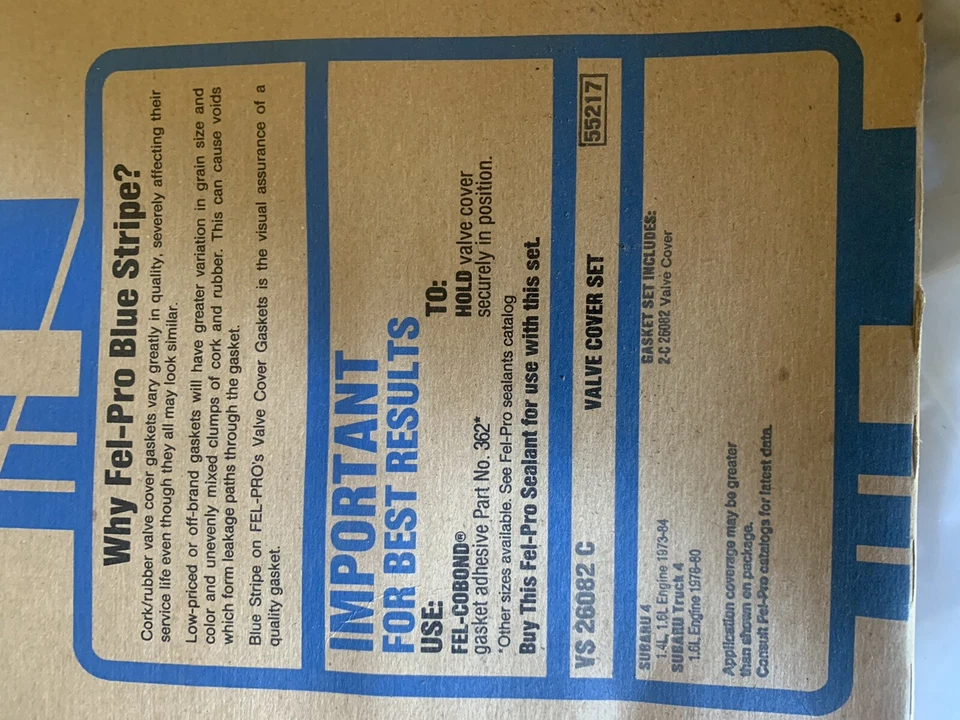 Why Fel-Pro Blue Stripe?
Cork/rubber valve cover gaskets vary greatly in quality, severely affecting their
service life even though they all may look similar.
Low-priced or off-brand gaskets will have greater variation in grain size and
color and unevenly mixed clumps of cork and rubber. This can cause voids
which form leakage paths through the gasket.
Blue Stripe on FEL-PRO's Valve Cover Gaskets is the visual assurance of a
quality gasket.
IMPORTANT
FOR BEST RESULTS
USE:
FEL-COBOND®
gasket adhesive Part No. 362*
TO:
HOLD valve cover
securely in position.
*Other sizes available. See Fel-Pro sealants catalog
Buy This Fel-Pro Sealant for use with this set.
VS 26082 C VALVE COVER SET 55217
SUBARU 4
1.4L, 1.6L Engine 1973-84
SUBARU Truck 4
1.6L Engine 1978-80
GASKET SET INCLUDES:
2-C 26082 Valve Cover
Application coverage may be greater
than shown on package.
Consult Fel-Pro catalogs for latest data.